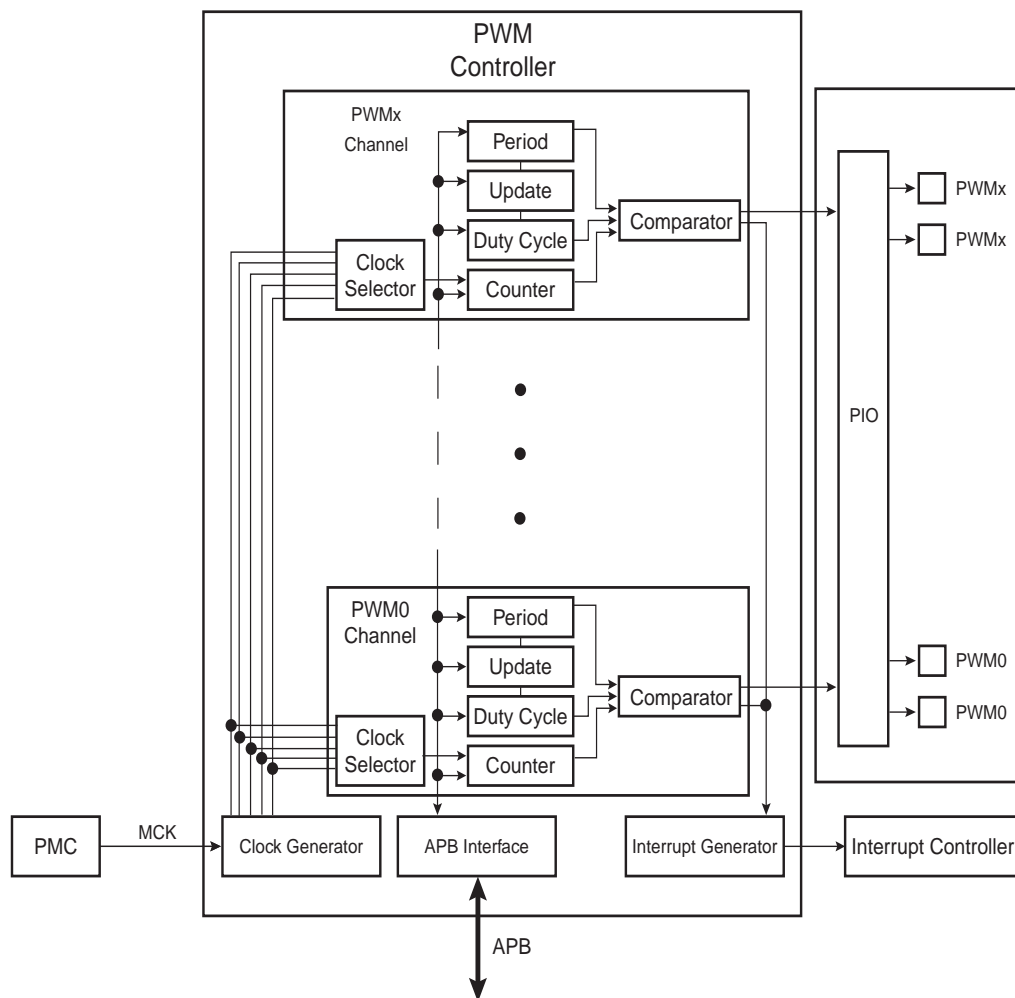 PWM
Controller
PWMx
Channel
Period
Update
Duty Cycle
Comparator
Clock
Selector
Counter
PWMx
PWMx
PIO
PWM0
Channel
Period
Update
Duty Cycle
Comparator
Clock
Selector
Counter
PWM0
PWM0
PMC
MCK
Clock Generator
APB Interface
Interrupt Generator
Interrupt Controller
APB